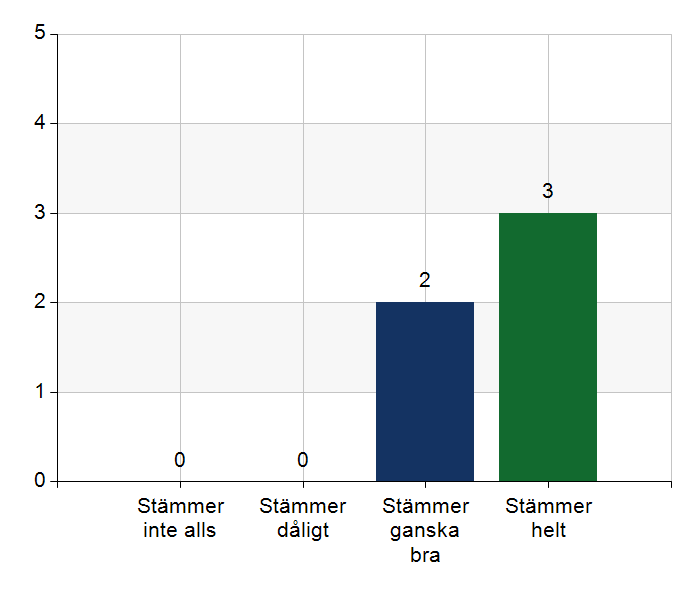 5
4
3
2
1
0
0
0
2
3
Stämmer
inte alls
Stämmer
dåligt
Stämmer
ganska
bra
Stämmer
helt